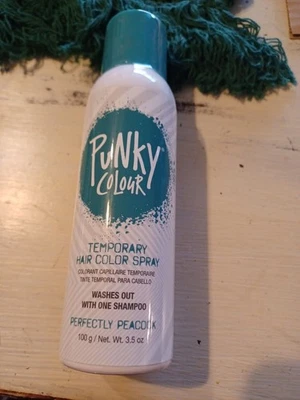 PUNKY
COLOUR
TEMPORARY
HAIR COLOR SPRAY
COLORANT CAPILLAIRE TEMPORAIRE
TINTE TEMPORAL PARA CABELLO
WASHES OUT
WITH ONE SHAMPOO
PERFECTLY PEACOCK
100 g / Net. Wt. 3.5 oz